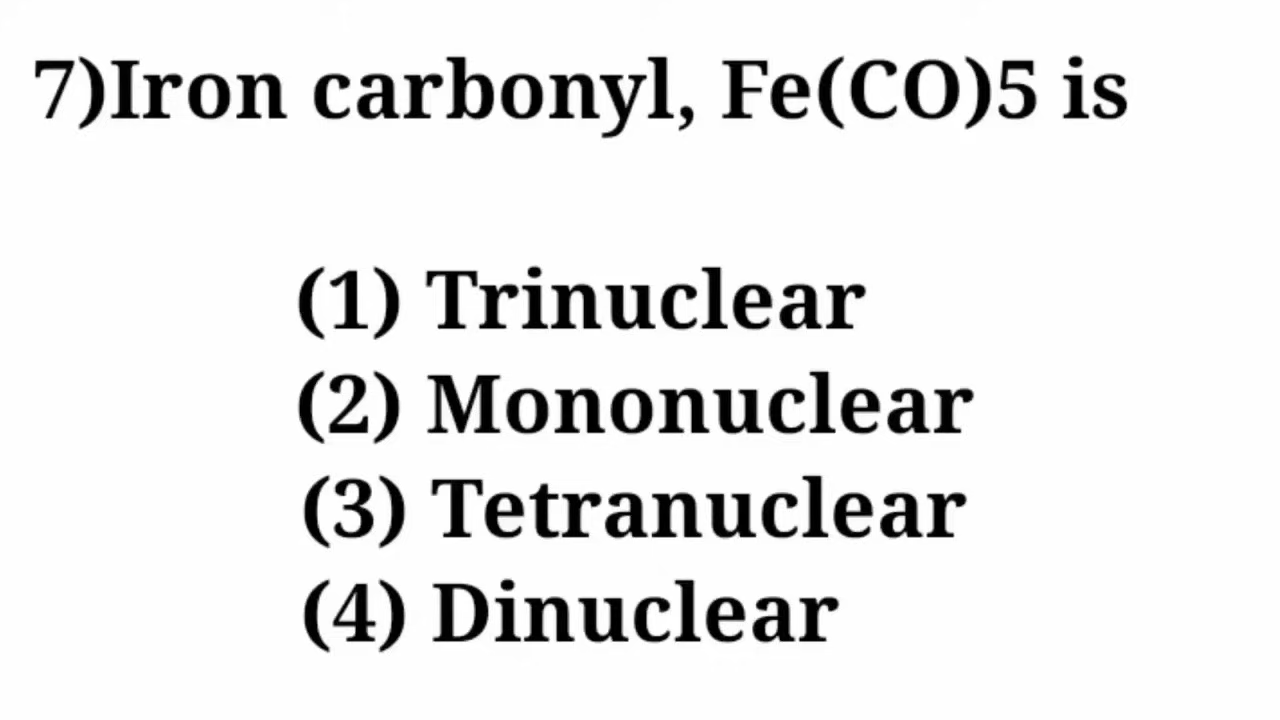 7)Iron carbonyl, Fe(CO)5 is
(1) Trinuclear
(2) Mononuclear
(3) Tetranuclear
(4) Dinuclear